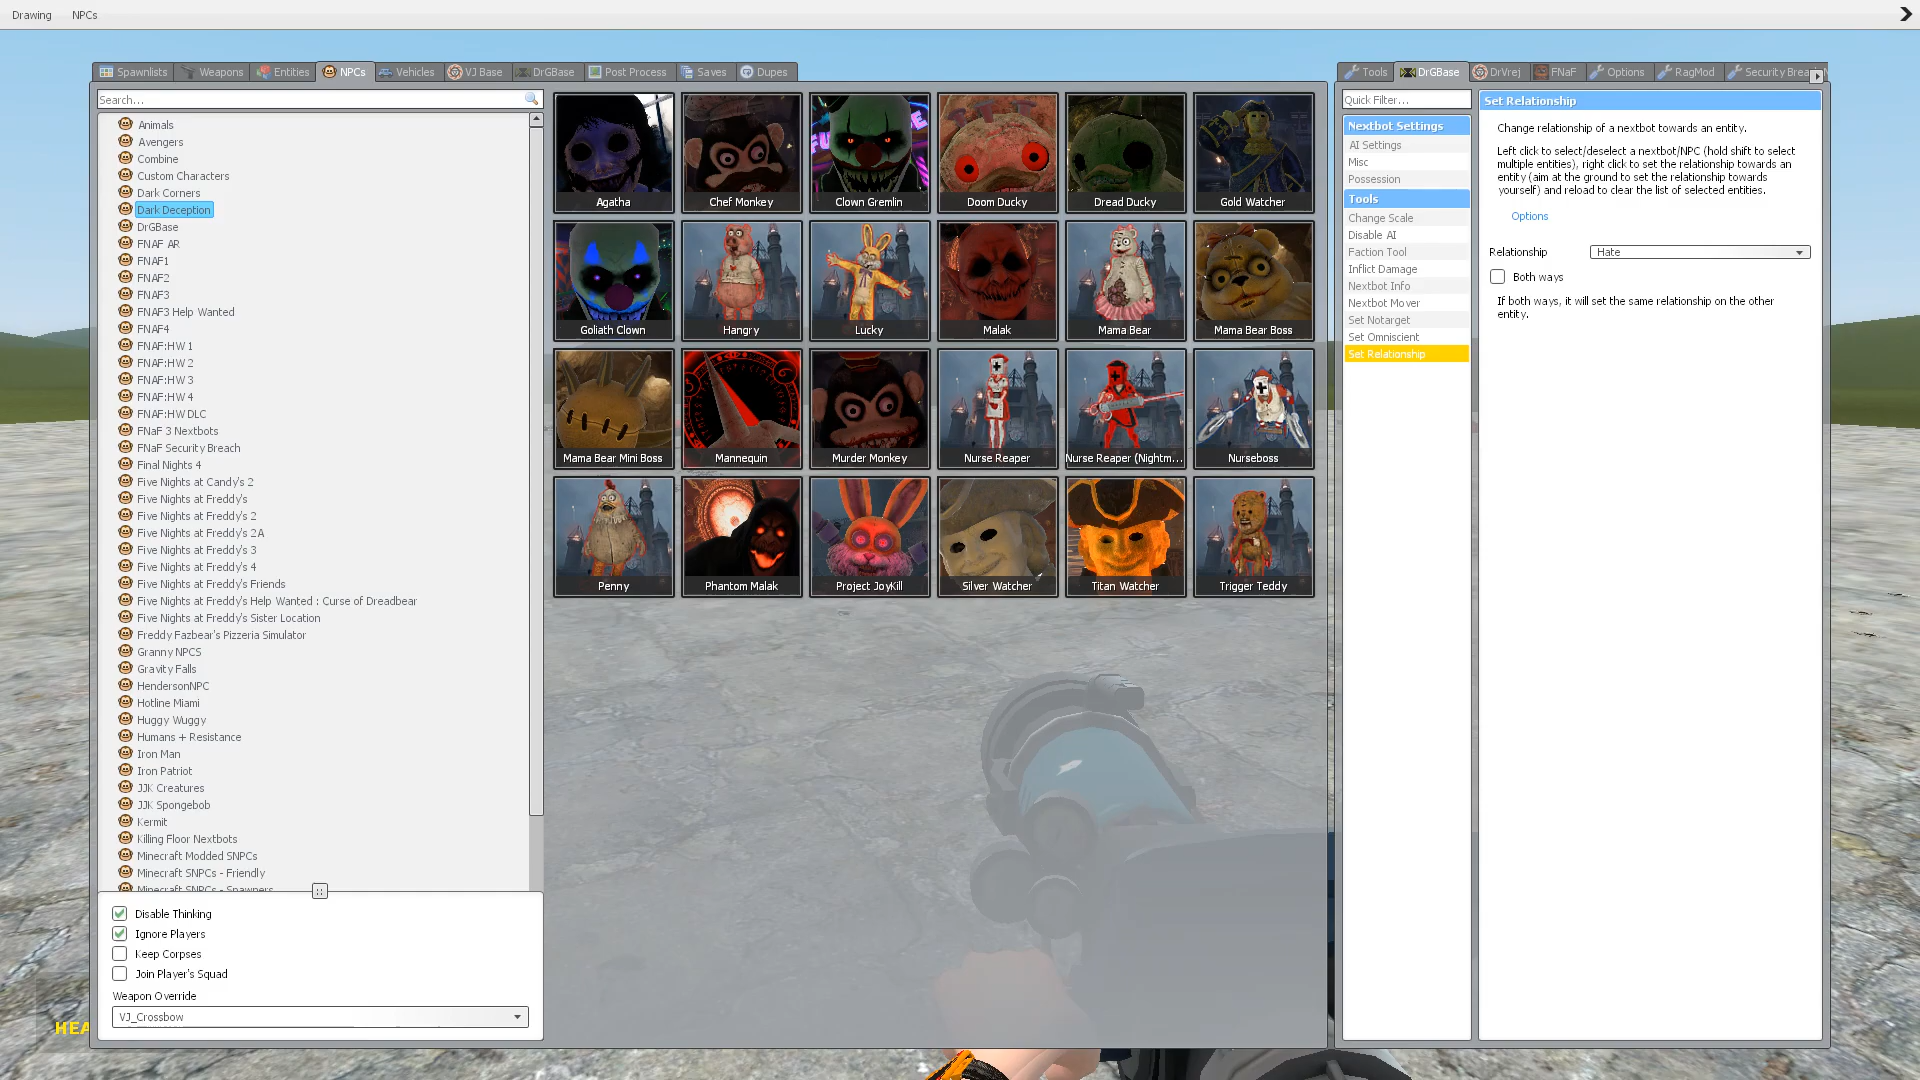 Drawing NPCs
Spawnlists Weapons Entities NPCs Vehicles VJ Base DrGBase Post Process Saves Dupes
Search...
Animals
Avengers
Combine
Custom Characters
Dark Corners
Dark Deception
DrGBase
FNAF AR
FNAF1
FNAF2
FNAF3
FNAF3 Help Wanted
FNAF4
FNAF:HW 1
FNAF:HW 2
FNAF:HW 3
FNAF:HW 4
FNAF:HW DLC
FNaF 3 Nextbots
FNaF Security Breach
Final Nights 4
Five Nights at Candy's 2
Five Nights at Freddy's
Five Nights at Freddy's 2
Five Nights at Freddy's 2A
Five Nights at Freddy's 3
Five Nights at Freddy's 4
Five Nights at Freddy's Friends
Five Nights at Freddy's Help Wanted : Curse of Dreadbear
Five Nights at Freddy's Sister Location
Freddy Fazbear's Pizzeria Simulator
Granny NPCS
Gravity Falls
HendersonNPC
Hotline Miami
Huggy Wuggy
Humans + Resistance
Iron Man
Iron Patriot
JJK Creatures
JJK Spongebob
Kermit
Killing Floor Nextbots
Minecraft Modded SNPCs
Minecraft SNPCs - Friendly
Minecraft SNPCs - Spawners
Disable Thinking
Ignore Players
Keep Corpses
Join Player's Squad
Weapon Override
VJ_Crossbow
HEA
Agatha Chef Monkey Clown Gremlin Doom Ducky Dread Ducky Gold Watcher
Goliath Clown Hangry Lucky Malak Mama Bear Mama Bear Boss
Mama Bear Mini Boss Mannequin Murder Monkey Nurse Reaper Nurse Reaper (Nightm... Nurseboss
Penny Phantom Malak Project JoyKill Silver Watcher Titan Watcher Trigger Teddy
Tools DrGBase DrVrej FNaF Options RagMod Security Brea
Quick Filter...
Nextbot Settings
AI Settings
Misc
Possession
Tools
Change Scale
Disable AI
Faction Tool
Inflict Damage
Nextbot Info
Nextbot Mover
Set Notarget
Set Omniscient
Set Relationship
Set Relationship
Change relationship of a nextbot towards an entity.
Left click to select/deselect a nextbot/NPC (hold shift to select
multiple entities), right click to set the relationship towards an
entity (aim at the ground to set the relationship towards
yourself) and reload to clear the list of selected entities.
Options
Relationship Hate
Both ways
If both ways, it will set the same relationship on the other
entity.